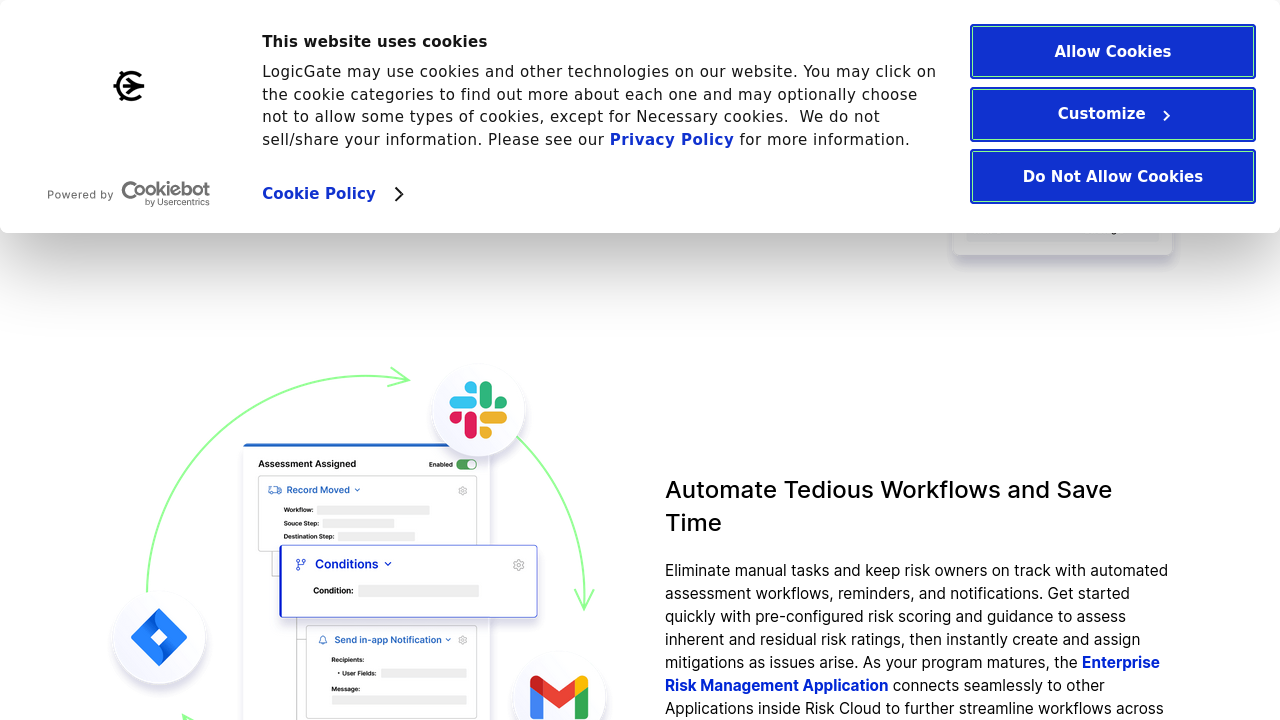 This website uses cookies
LogicGate may use cookies and other technologies on our website. You may click on
the cookie categories to find out more about each one and may optionally choose
not to allow some types of cookies, except for Necessary cookies.  We do not
sell/share your information. Please see our Privacy Policy for more information.
Cookie Policy
Powered by Cookiebot
by Usercentrics
Allow Cookies
Customize
Do Not Allow Cookies
Assessment Assigned
Enabled
Record Moved
Workflow:
Souce Step:
Destination Step:
Conditions
Condition:
Send in-app Notification
Recipients:
• User Fields:
Message:
Automate Tedious Workflows and Save
Time
Eliminate manual tasks and keep risk owners on track with automated
assessment workflows, reminders, and notifications. Get started
quickly with pre-configured risk scoring and guidance to assess
inherent and residual risk ratings, then instantly create and assign
mitigations as issues arise. As your program matures, the Enterprise
Risk Management Application connects seamlessly to other
Applications inside Risk Cloud to further streamline workflows across